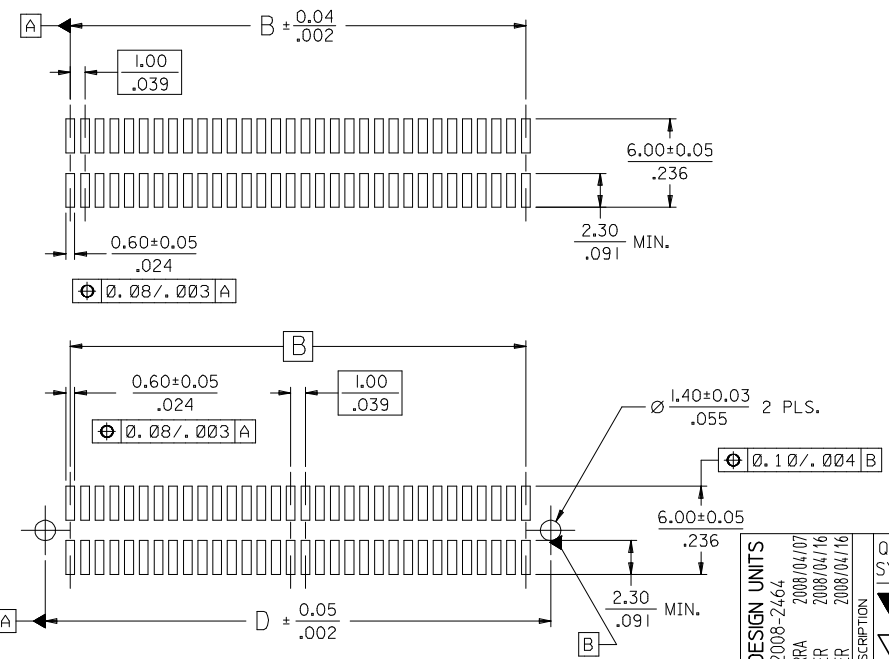 A
B ± 0.04
.002
1.00
.039
6.00±0.05
.236
2.30 MIN.
.091
0.60±0.05
.024
⌖ Ø.08/.003 A
B
0.60±0.05
.024
1.00
.039
⌖ 0.08/.003 A
Ø 1.40±0.03 2 PLS.
.055
⌖ 0.10/.004 B
6.00±0.05
.236
2.30 MIN.
.091
A
D ± 0.05
.002
B
DESIGN UNITS
2008-2464
2008/04/07
2008/04/16
2008/04/16